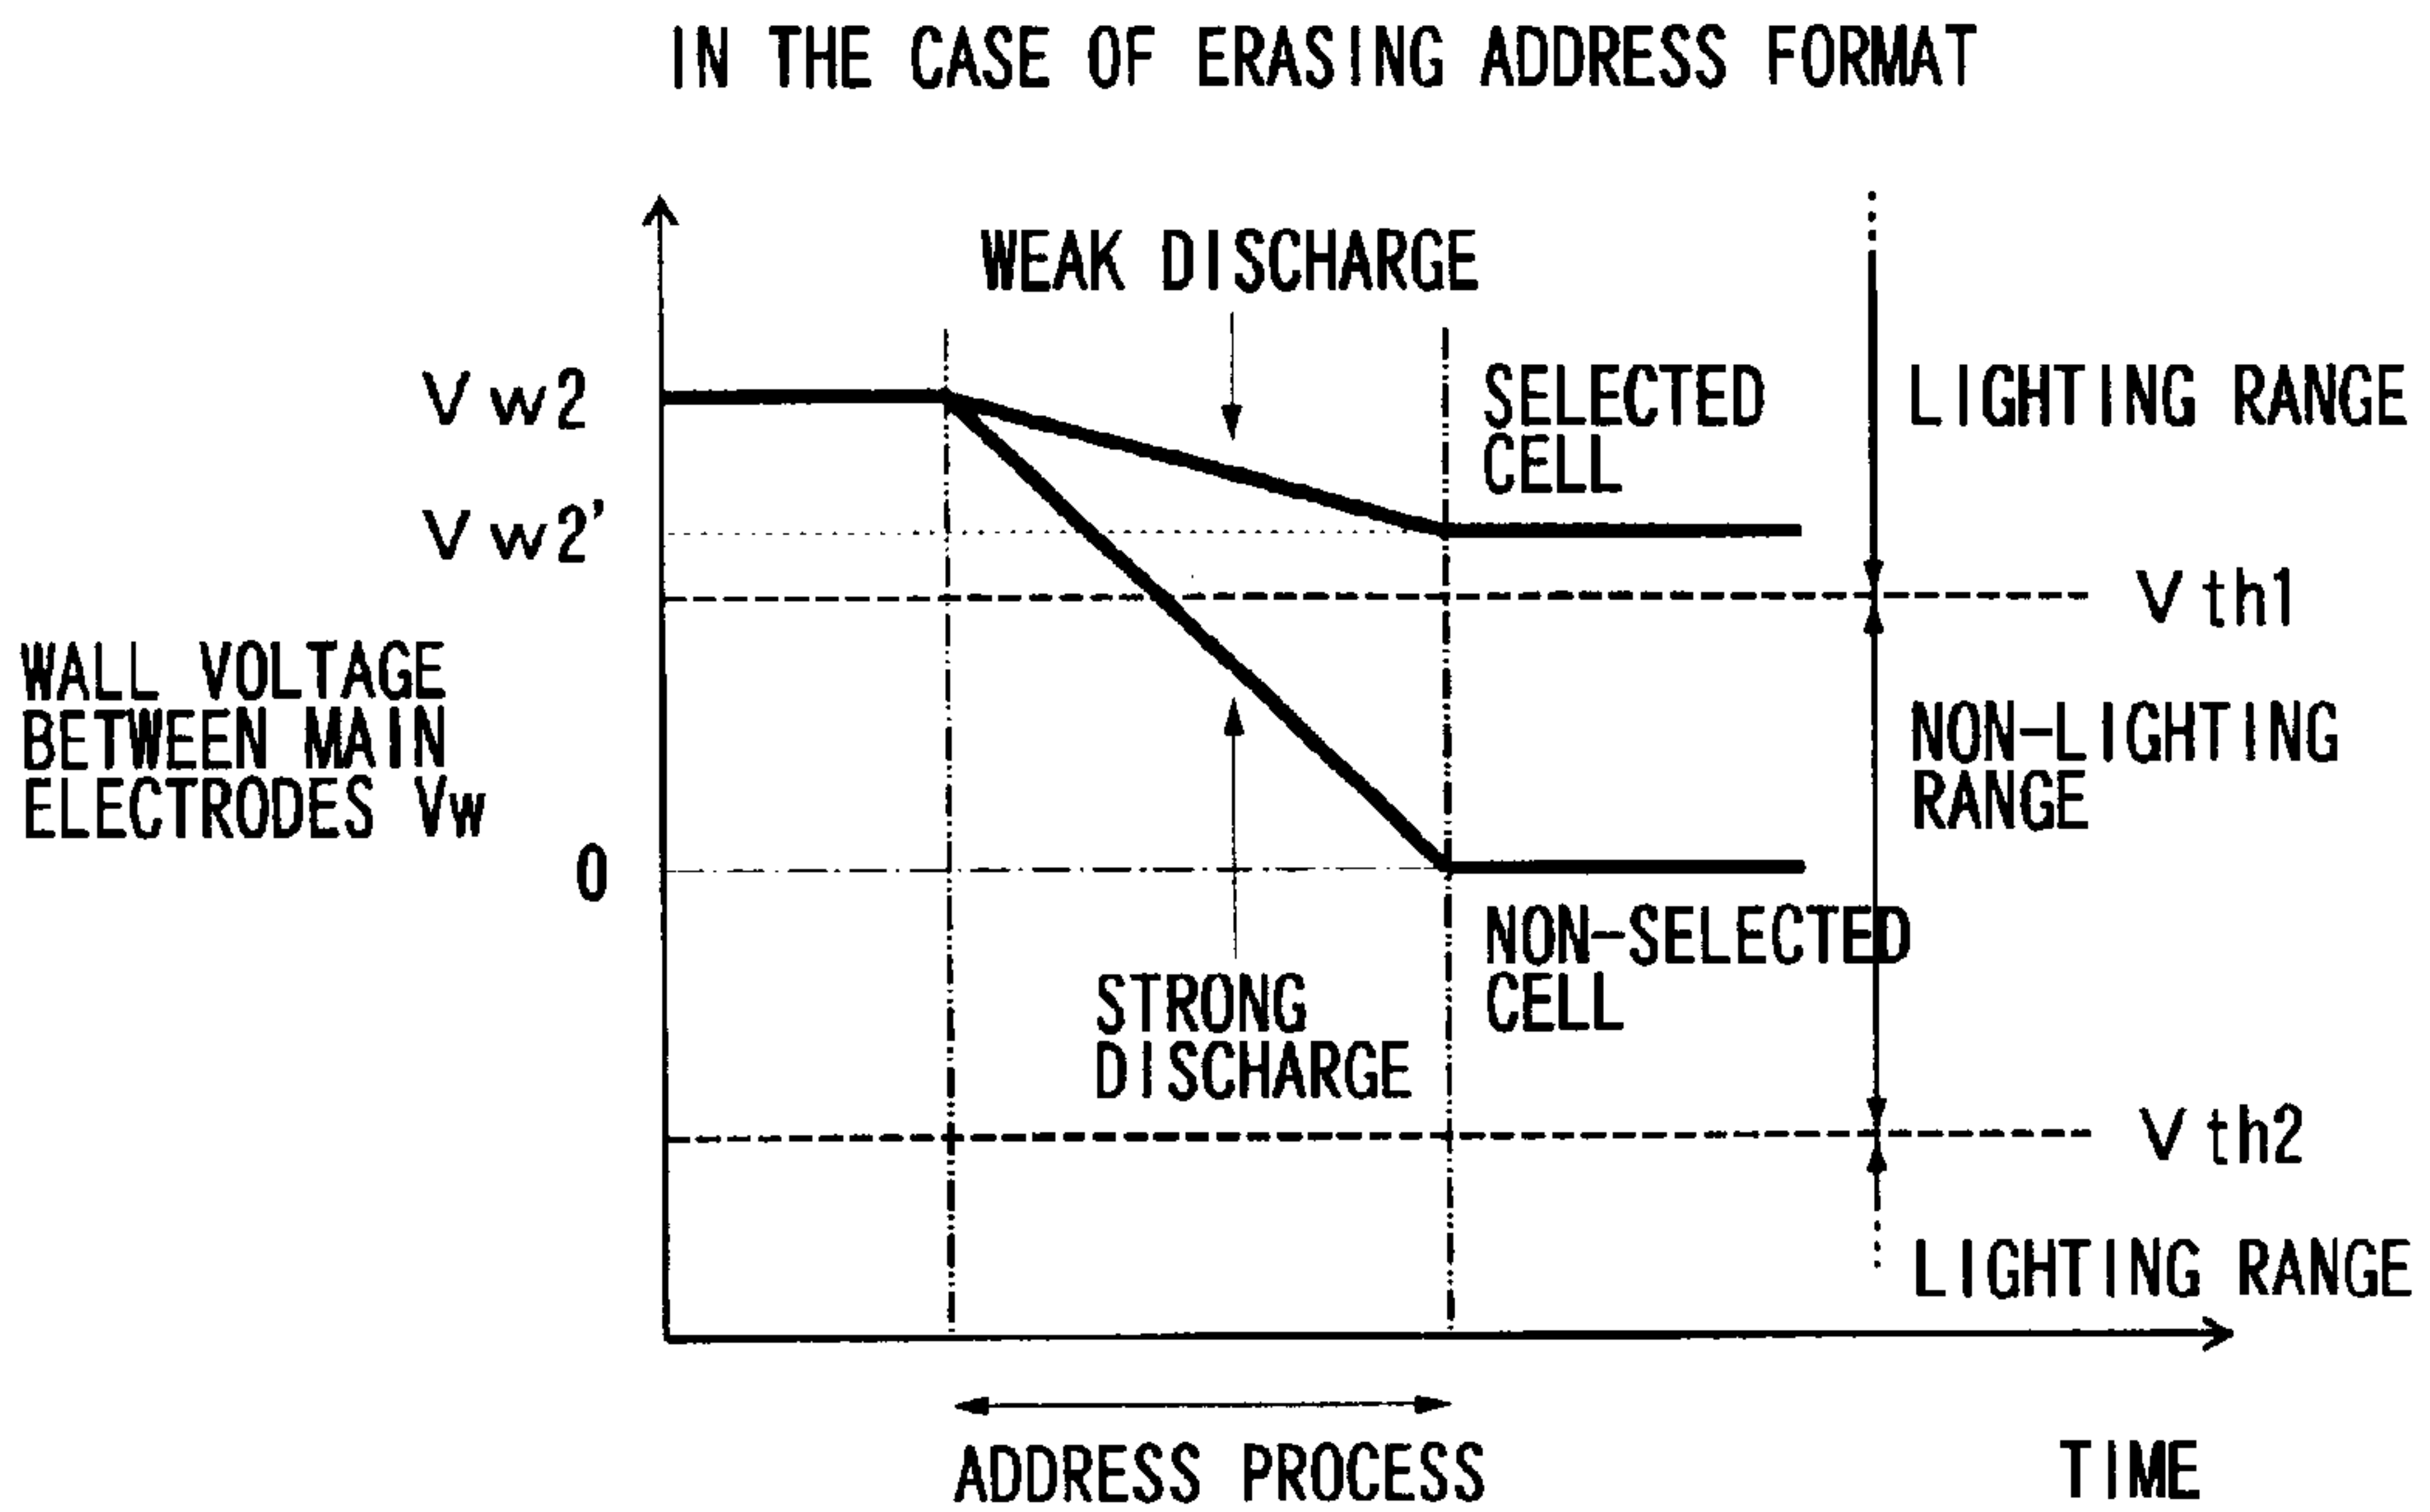 IN THE CASE OF ERASING ADDRESS FORMAT
WEAK DISCHARGE
Vw2
SELECTED
CELL
LIGHTING RANGE
Vw2'
Vth1
WALL VOLTAGE
BETWEEN MAIN
ELECTRODES Vw
NON-LIGHTING
RANGE
0
NON-SELECTED
CELL
STRONG
DISCHARGE
Vth2
LIGHTING RANGE
ADDRESS PROCESS
TIME